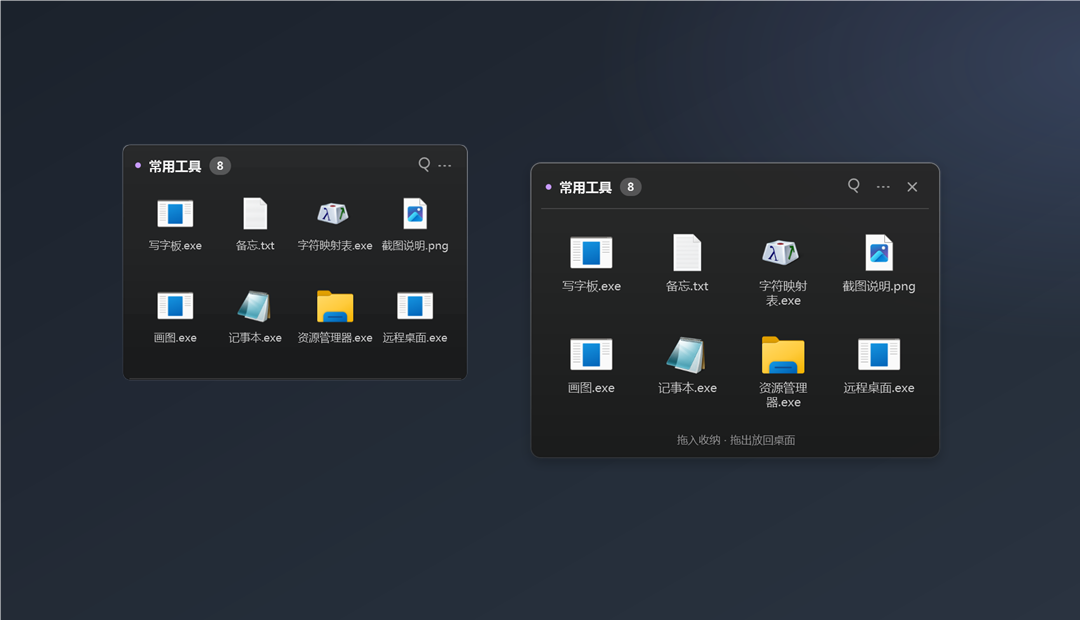 常用工具 8
写字板.exe 备忘.txt 字符映射表.exe 截图说明.png
画图.exe 记事本.exe 资源管理器.exe 远程桌面.exe
常用工具 8
写字板.exe 备忘.txt 字符映射 截图说明.png
表.exe
画图.exe 记事本.exe 资源管理 远程桌面.exe
器.exe
拖入收纳 · 拖出放回桌面